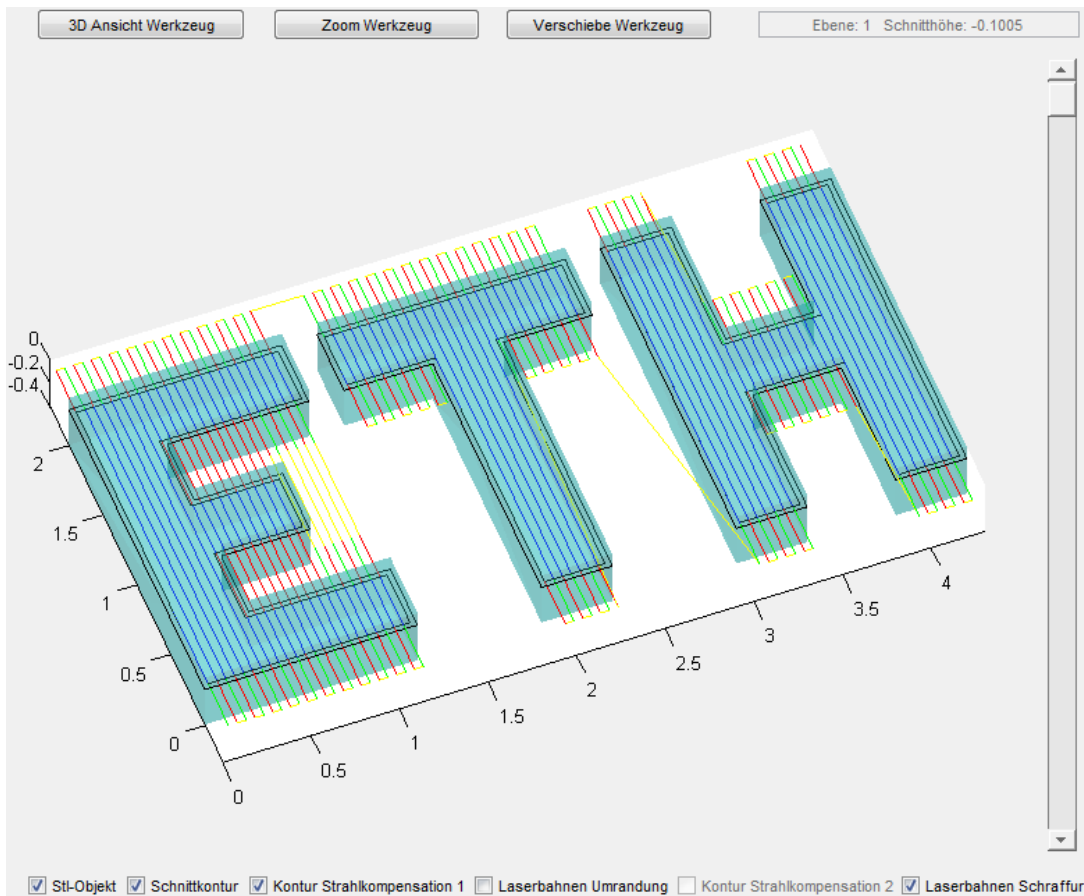 3D Ansicht Werkzeug Zoom Werkzeug Verschiebe Werkzeug Ebene: 1 Schnitthöhe: -0.1005
ETH
0
-0.2
-0.4
2
1.5
1
0.5
0
0 0.5 1 1.5 2 2.5 3 3.5 4
Stl-Objekt Schnittkontur Kontur Strahlkompensation 1 Laserbahnen Umrandung Kontur Strahlkompensation 2 Laserbahnen Schraffur